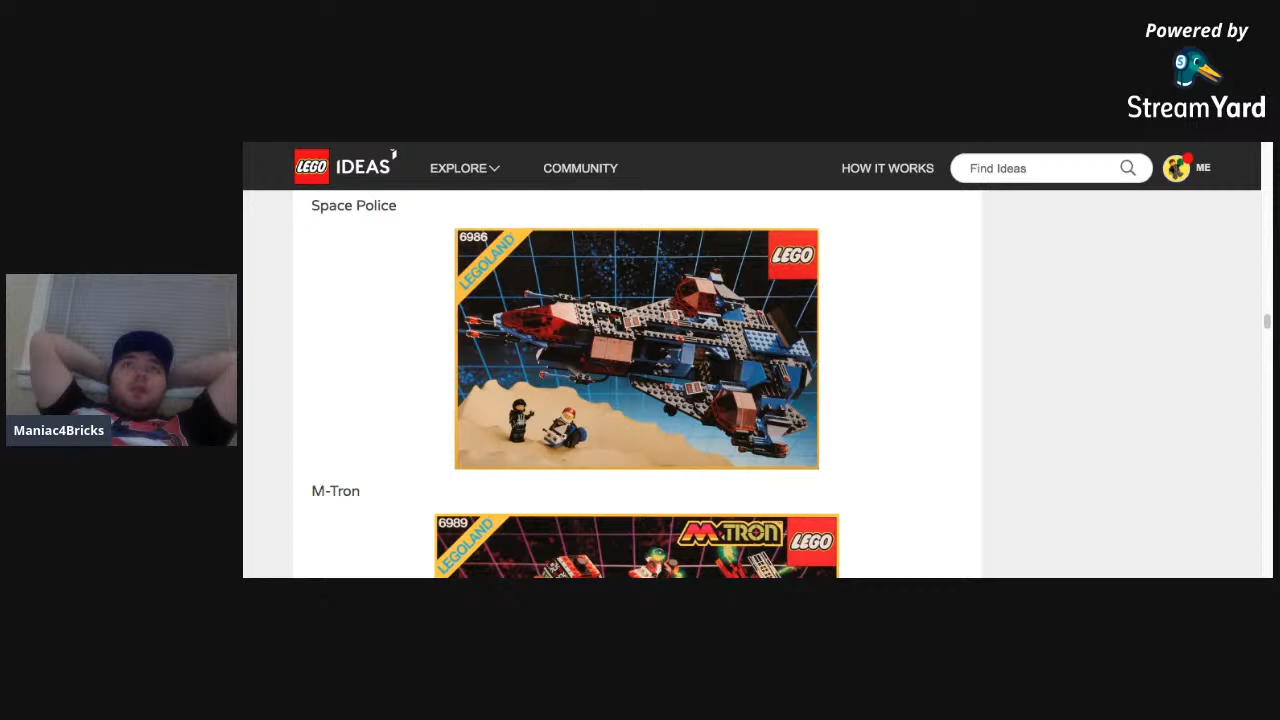 Powered by
StreamYard
LEGO IDEAS EXPLORE COMMUNITY HOW IT WORKS Find Ideas ME
Space Police
6986
LEGOLAND
LEGO
Maniac4Bricks
M-Tron
6989
LEGOLAND
M TRON
LEGO